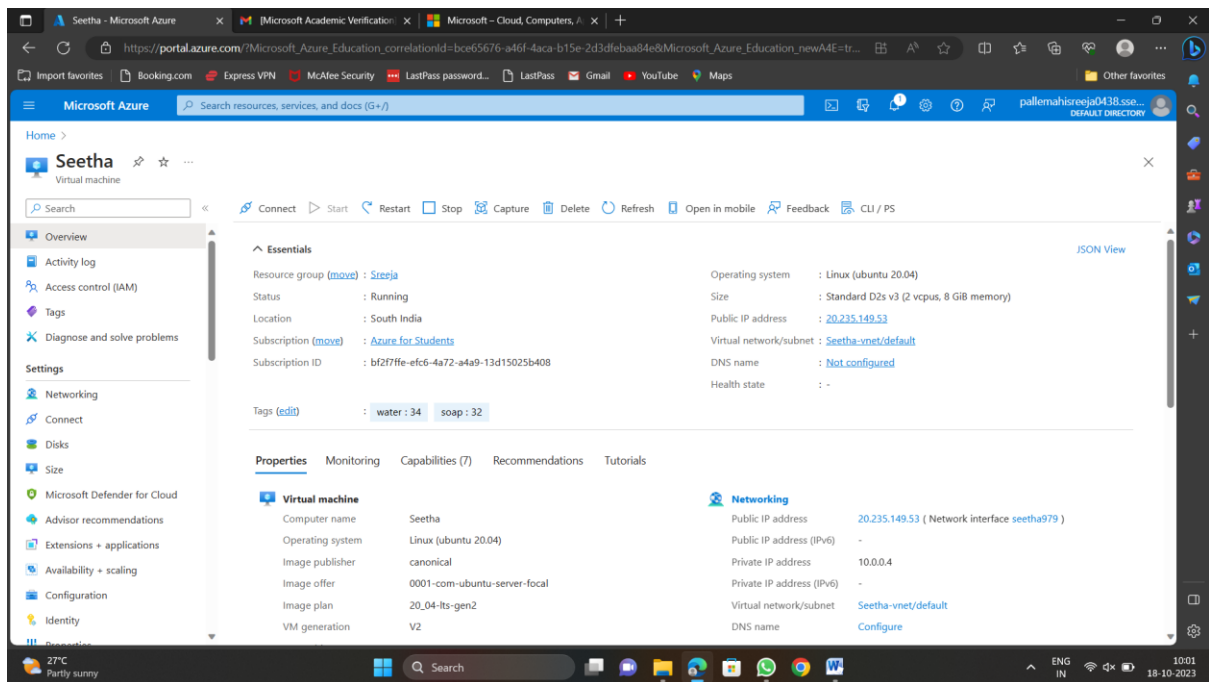 Seetha - Microsoft Azure
[Microsoft Academic Verification]
Microsoft – Cloud, Computers, A
https://portal.azure.com/?Microsoft_Azure_Education_correlationId=bce65676-a46f-4aca-b15e-2d3dfebaa84e&Microsoft_Azure_Education_newA4E=tr...
Import favorites Booking.com Express VPN McAfee Security LastPass password... LastPass Gmail YouTube Maps Other favorites
Microsoft Azure
Search resources, services, and docs (G+/)
1
pallemahisreeja0438.sse...
DEFAULT DIRECTORY
Home >
Seetha
Virtual machine
Search
Connect Start Restart Stop Capture Delete Refresh Open in mobile Feedback CLI / PS
Overview
Activity log
Access control (IAM)
Tags
Diagnose and solve problems
Settings
Networking
Connect
Disks
Size
Microsoft Defender for Cloud
Advisor recommendations
Extensions + applications
Availability + scaling
Configuration
Identity
Properties
Essentials
JSON View
Resource group (move) : Sreeja
Status : Running
Location : South India
Subscription (move) : Azure for Students
Subscription ID : bf2f7ffe-efc6-4a72-a4a9-13d15025b408
Operating system : Linux (ubuntu 20.04)
Size : Standard D2s v3 (2 vcpus, 8 GiB memory)
Public IP address : 20.235.149.53
Virtual network/subnet : Seetha-vnet/default
DNS name : Not configured
Health state : -
Tags (edit) : water : 34 soap : 32
Properties Monitoring Capabilities (7) Recommendations Tutorials
Virtual machine
Computer name Seetha
Operating system Linux (ubuntu 20.04)
Image publisher canonical
Image offer 0001-com-ubuntu-server-focal
Image plan 20_04-lts-gen2
VM generation V2
Networking
Public IP address 20.235.149.53 ( Network interface seetha979 )
Public IP address (IPv6) -
Private IP address 10.0.0.4
Private IP address (IPv6) -
Virtual network/subnet Seetha-vnet/default
DNS name Configure
27°C
Partly sunny
Search
ENG
IN
10:01
18-10-2023